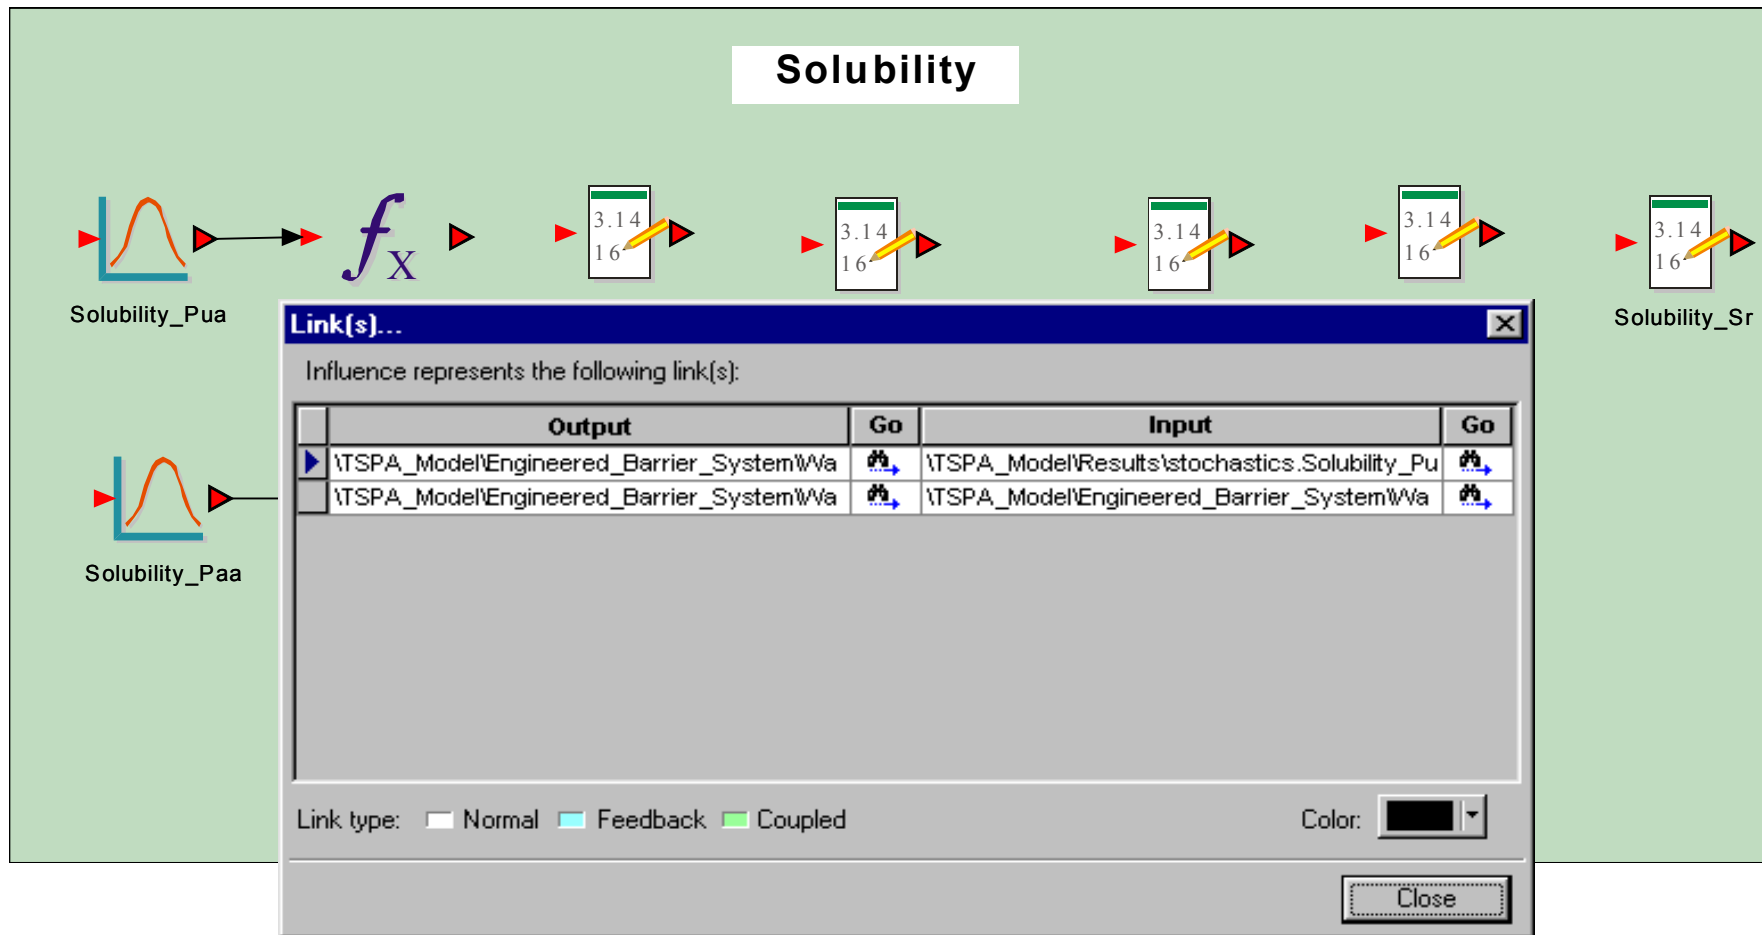 Solubility
fx
3.14
16
3.14
16
3.14
16
3.14
16
3.14
16
Solubility_Pua
Solubility_Sr
Link(s)...
Influence represents the following link(s):
Output Go Input Go
\TSPA_Model\Engineered_Barrier_System\Wa \TSPA_Model\Results\stochastics.Solubility_Pu
\TSPA_Model\Engineered_Barrier_System\Wa \TSPA_Model\Engineered_Barrier_System\Wa
Solubility_Paa
Link type: Normal Feedback Coupled Color:
Close